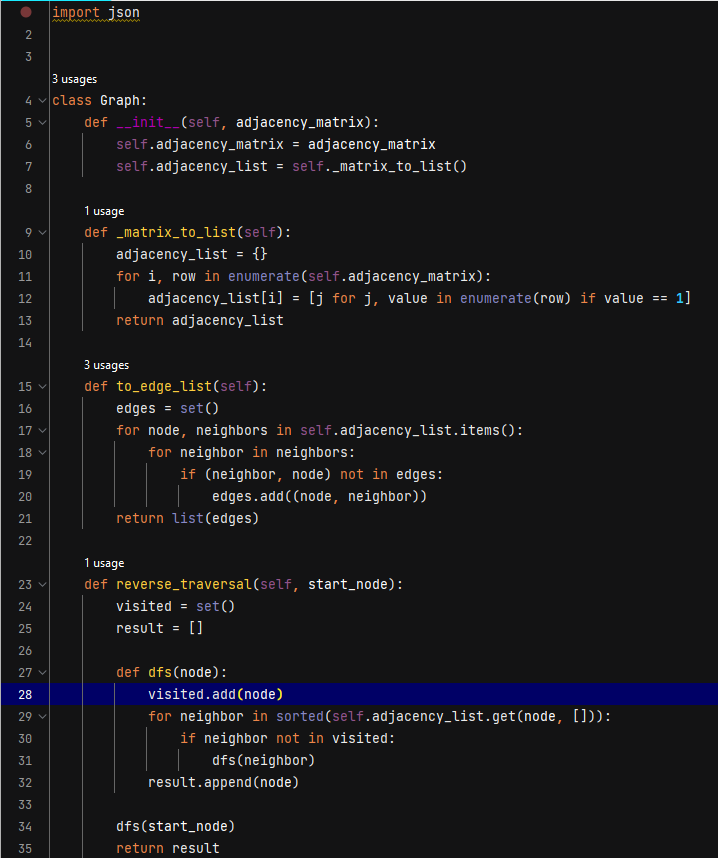 import json
2
3
3 usages
4 class Graph:
5     def __init__(self, adjacency_matrix):
6         self.adjacency_matrix = adjacency_matrix
7         self.adjacency_list = self._matrix_to_list()
8
1 usage
9     def _matrix_to_list(self):
10         adjacency_list = {}
11         for i, row in enumerate(self.adjacency_matrix):
12             adjacency_list[i] = [j for j, value in enumerate(row) if value == 1]
13         return adjacency_list
14
3 usages
15     def to_edge_list(self):
16         edges = set()
17         for node, neighbors in self.adjacency_list.items():
18             for neighbor in neighbors:
19                 if (neighbor, node) not in edges:
20                     edges.add((node, neighbor))
21         return list(edges)
22
1 usage
23     def reverse_traversal(self, start_node):
24         visited = set()
25         result = []
26
27         def dfs(node):
28             visited.add(node)
29             for neighbor in sorted(self.adjacency_list.get(node, [])):
30                 if neighbor not in visited:
31                     dfs(neighbor)
32             result.append(node)
33
34         dfs(start_node)
35         return result